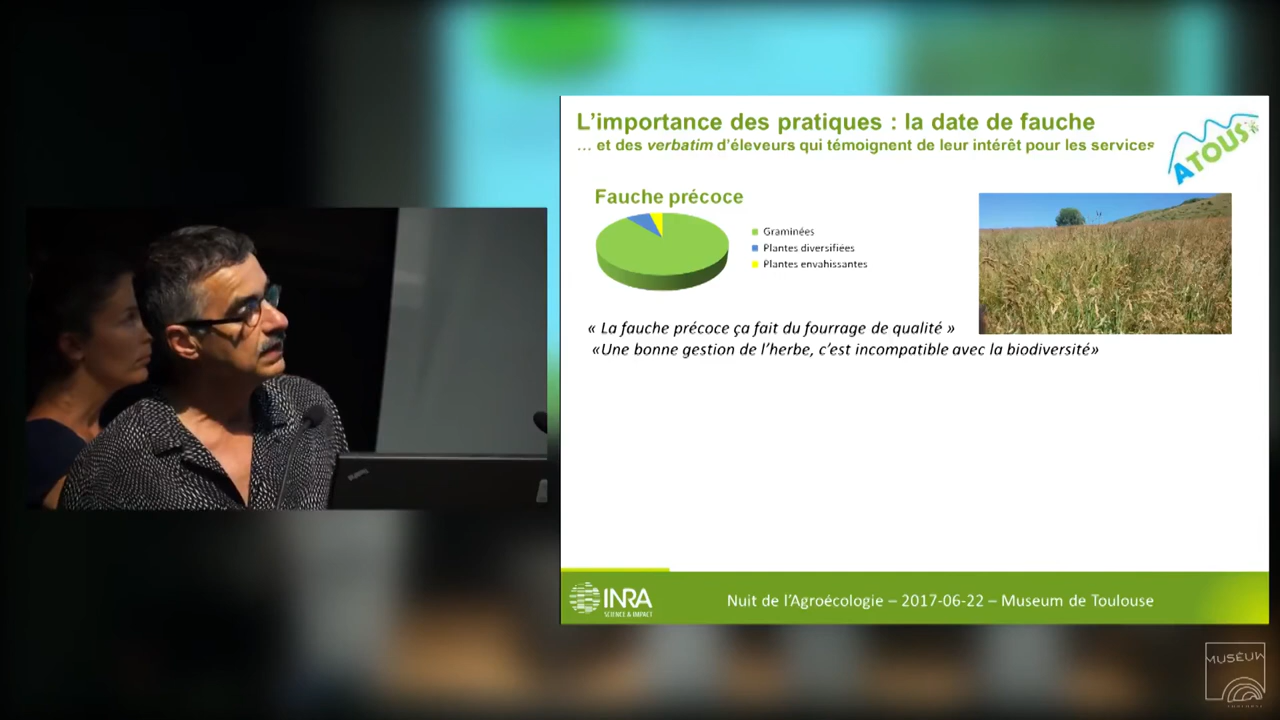 L'importance des pratiques : la date de fauche
… et des verbatim d'éleveurs qui témoignent de leur intérêt pour les services
ATOUS
Fauche précoce
Graminées
Plantes diversifiées
Plantes envahissantes
« La fauche précoce ça fait du fourrage de qualité »
«Une bonne gestion de l'herbe, c'est incompatible avec la biodiversité»
INRA
SCIENCE & IMPACT
Nuit de l'Agroécologie – 2017-06-22 – Museum de Toulouse
MUSEUM